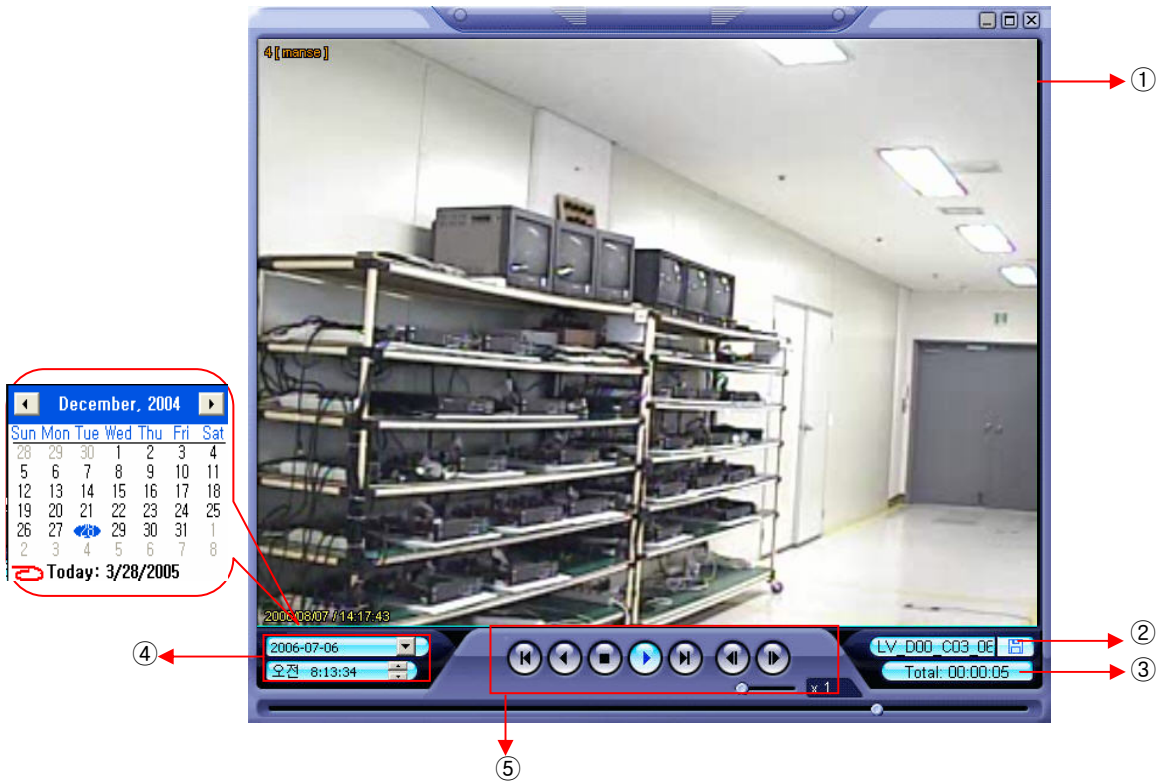 4 [ manse ]
①
December, 2004
Sun Mon Tue Wed Thu Fri Sat
28 29 30 1 2 3 4
5 6 7 8 9 10 11
12 13 14 15 16 17 18
19 20 21 22 23 24 25
26 27 28 29 30 31 1
2 3 4 5 6 7 8
Today: 3/28/2005
2006/08/07 / 14:17:43
④
2006-07-06
오전 8:13:34
x 1
LV_D00_C03_0E
②
Total: 00:00:05
③
⑤